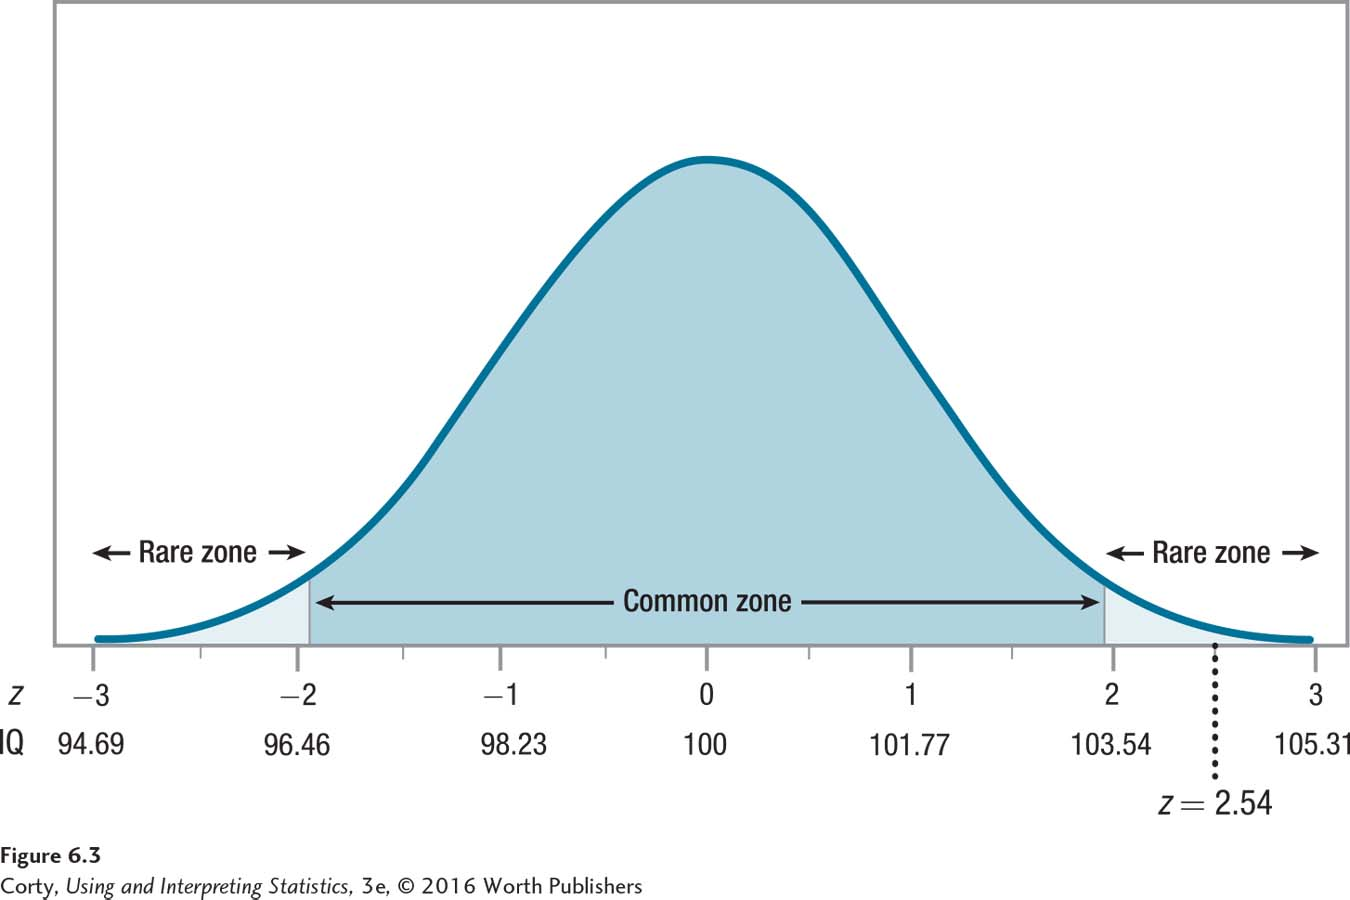 Rare zone
Rare zone
Common zone
z −3 −2 −1 0 1 2 3
IQ 94.69 96.46 98.23 100 101.77 103.54 105.31
z = 2.54
Figure 6.3
Corty, Using and Interpreting Statistics, 3e, © 2016 Worth Publishers